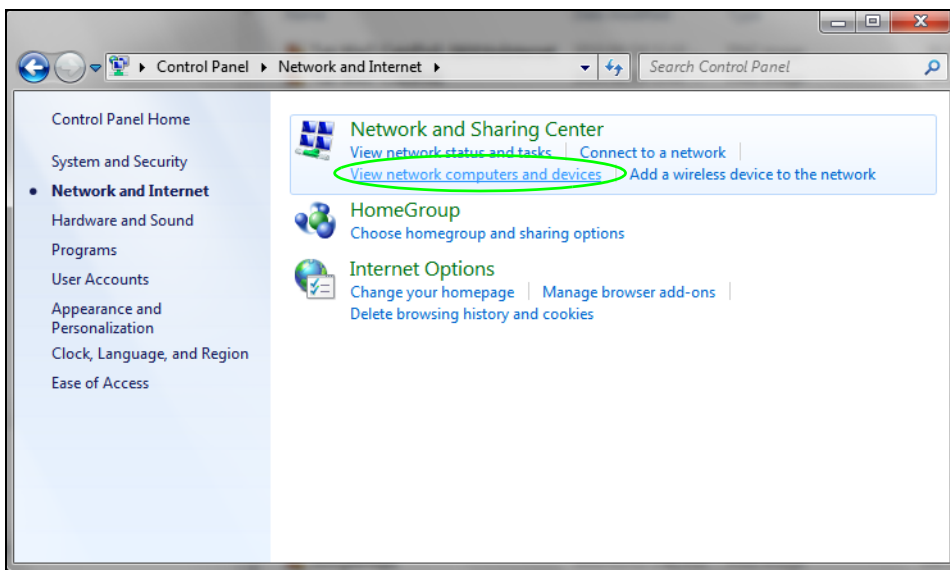 Control Panel
Network and Internet
Search Control Panel
Control Panel Home
System and Security
Network and Internet
Hardware and Sound
Programs
User Accounts
Appearance and
Personalization
Clock, Language, and Region
Ease of Access
Network and Sharing Center
View network status and tasks
Connect to a network
View network computers and devices
Add a wireless device to the network
HomeGroup
Choose homegroup and sharing options
Internet Options
Change your homepage
Manage browser add-ons
Delete browsing history and cookies